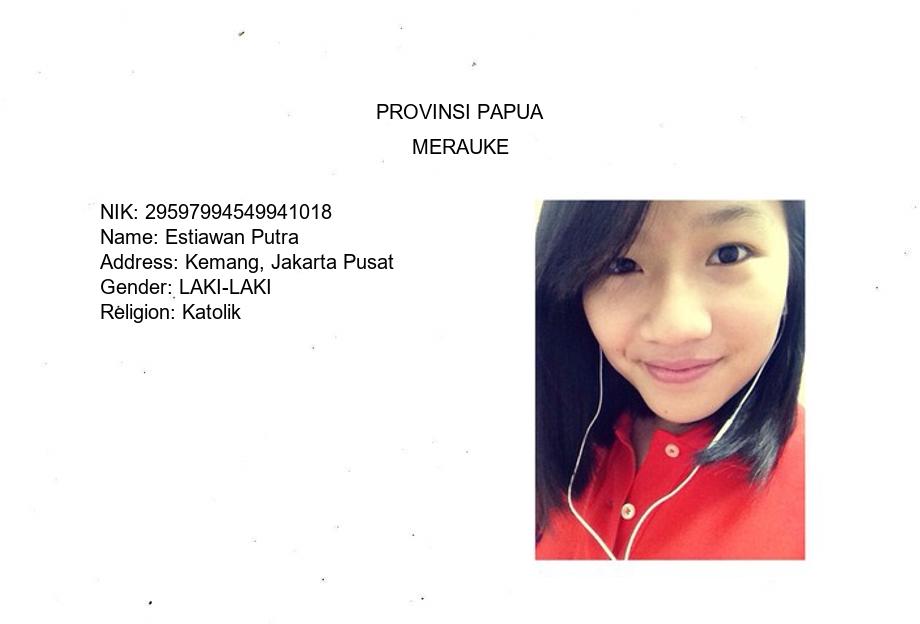 PROVINSI PAPUA
MERAUKE
NIK: 29597994549941018
Name: Estiawan Putra
Address: Kemang, Jakarta Pusat
Gender: LAKI-LAKI
Religion: Katolik